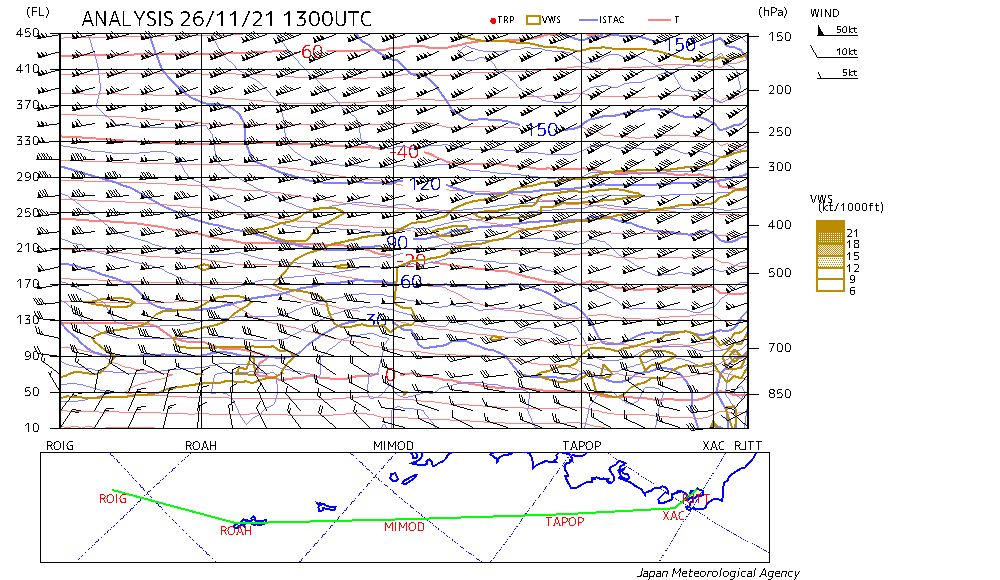 (FL)
ANALYSIS 26/11/21 1300UTC
TRP
VWS
ISTAC
T
(hPa)
WIND
450
410
370
330
290
250
210
170
130
90
50
10
150
200
250
300
400
500
700
850
-60
150
150
-40
120
90
-20
60
30
0
50kt
10kt
5kt
VWS
(kt/1000ft)
21
18
15
12
9
6
ROIG
ROAH
MIMOD
TAPOP
XAC
RJTT
ROIG
ROAH
MIMOD
TAPOP
XAC
RJTT
Japan Meteorological Agency